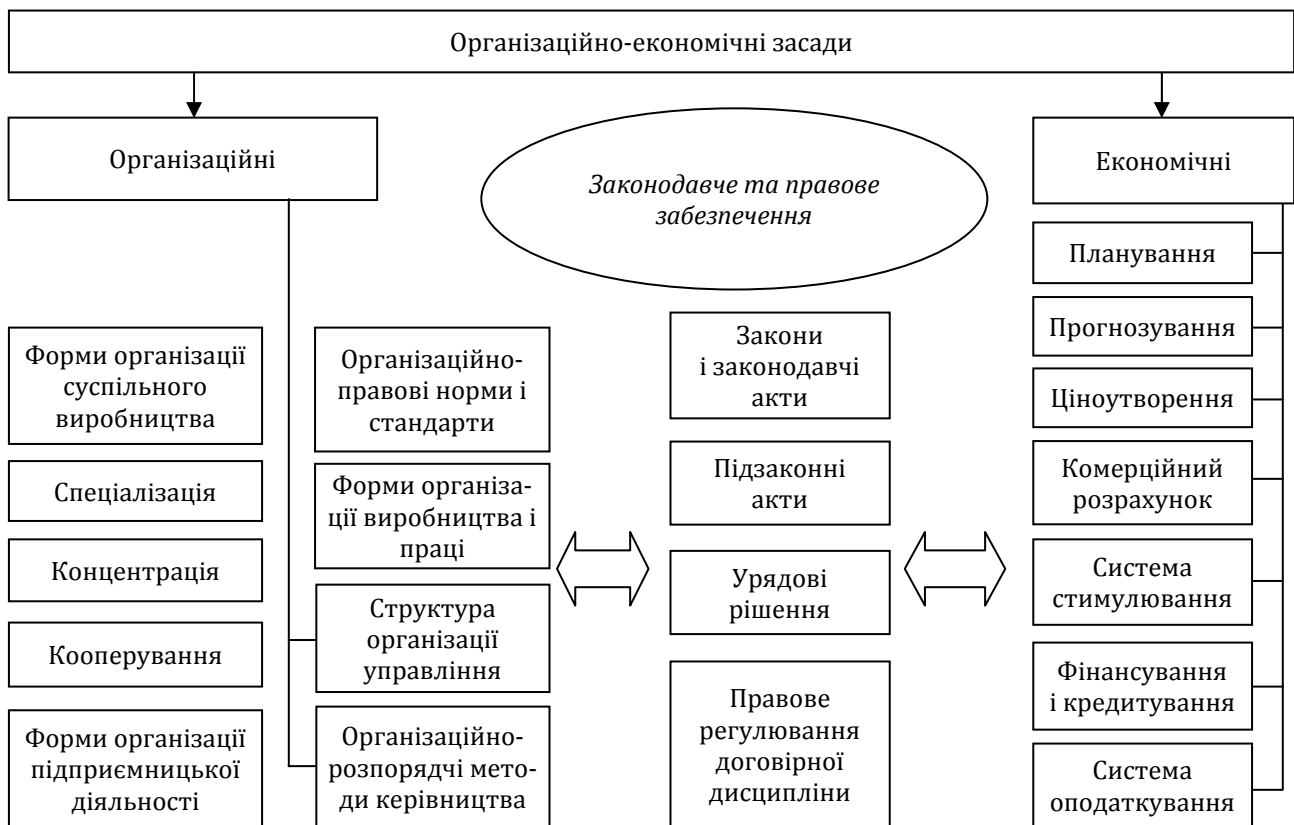 Організаційно-економічні засади
Організаційні
Законодавче та правове
забезпечення
Економічні
Форми організації
суспільного
виробництва
Спеціалізація
Концентрація
Кооперування
Форми організації
підприємницької
діяльності
Організаційно-
правові норми і
стандарти
Форми організа-
ції виробництва і
праці
Структура
організації
управління
Організаційно-
розпорядчі мето-
ди керівництва
Закони
і законодавчі
акти
Підзаконні
акти
Урядові
рішення
Правове
регулювання
договірної
дисципліни
Планування
Прогнозування
Ціноутворення
Комерційний
розрахунок
Система
стимулювання
Фінансування
і кредитування
Система
оподаткування